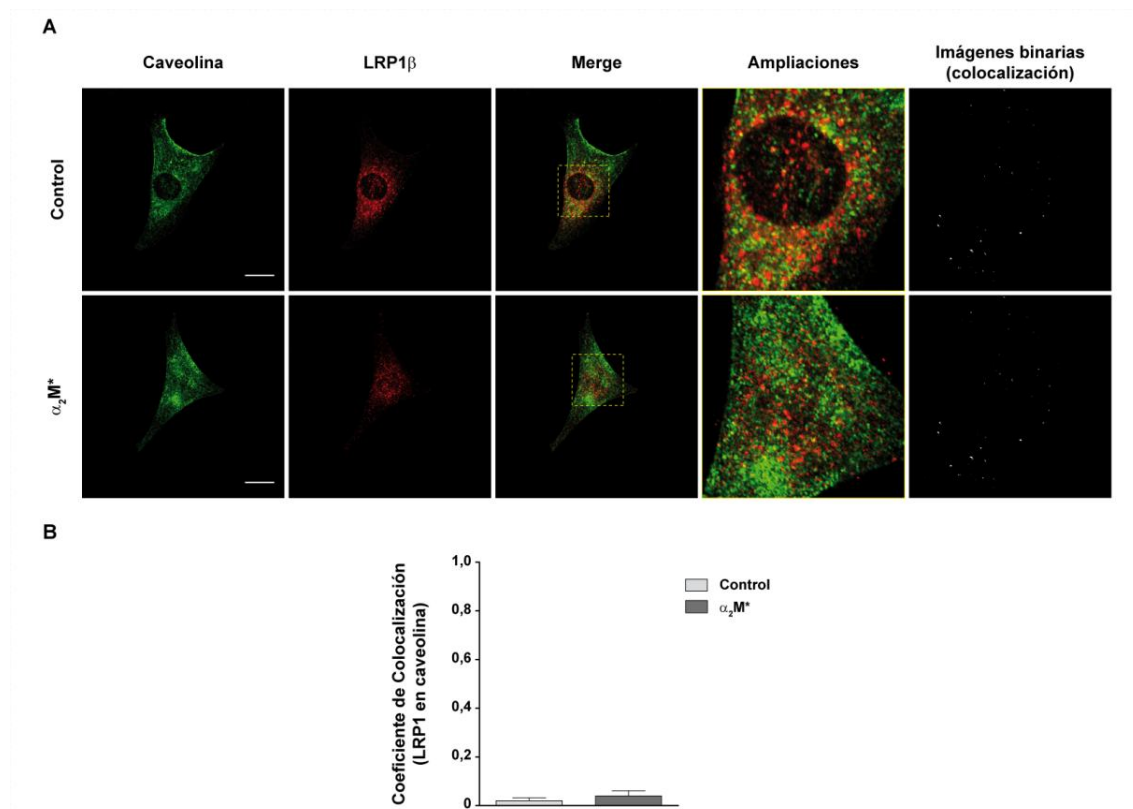 A
Caveolina
LRP1β
Merge
Ampliaciones
Imágenes binarias
(colocalización)
Control
α₂M*
B
Coeficiente de Colocalización
(LRP1 en caveolina)
1,0
0,8
0,6
0,4
0,2
0
Control
α₂M*